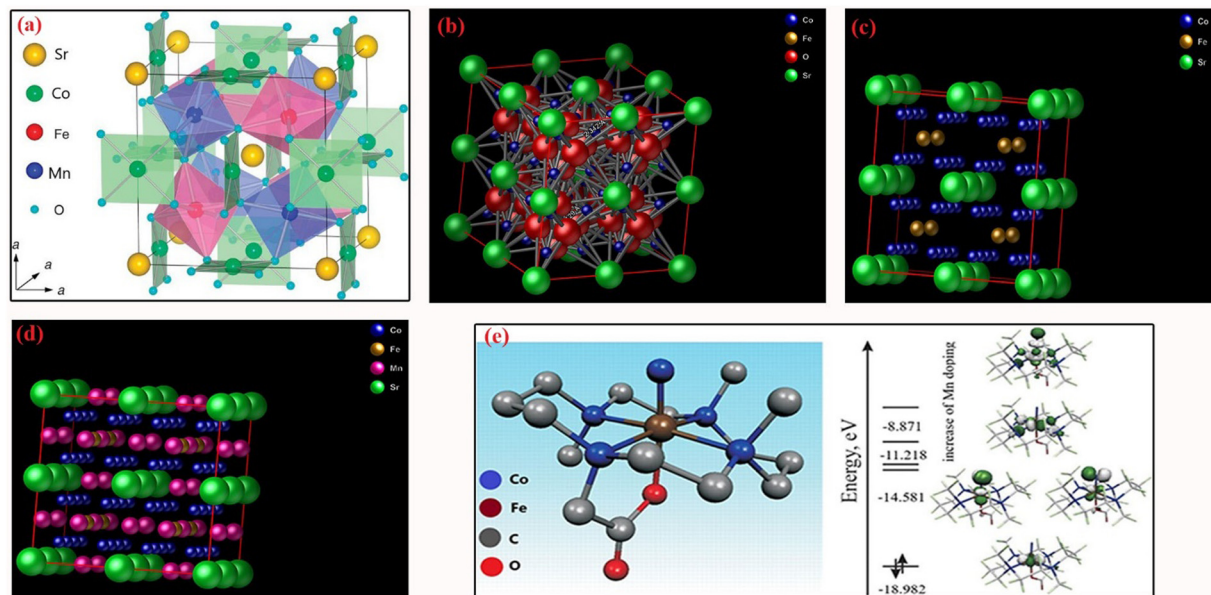 (a)
Sr
Co
Fe
Mn
O
a
a
a
(b)
Co
Fe
O
Sr
(c)
Co
Fe
Sr
(d)
Co
Fe
Mn
Sr
(e)
Co
Fe
C
O
Energy, eV
increase of Mn doping
-8.871
-11.218
-14.581
-18.982